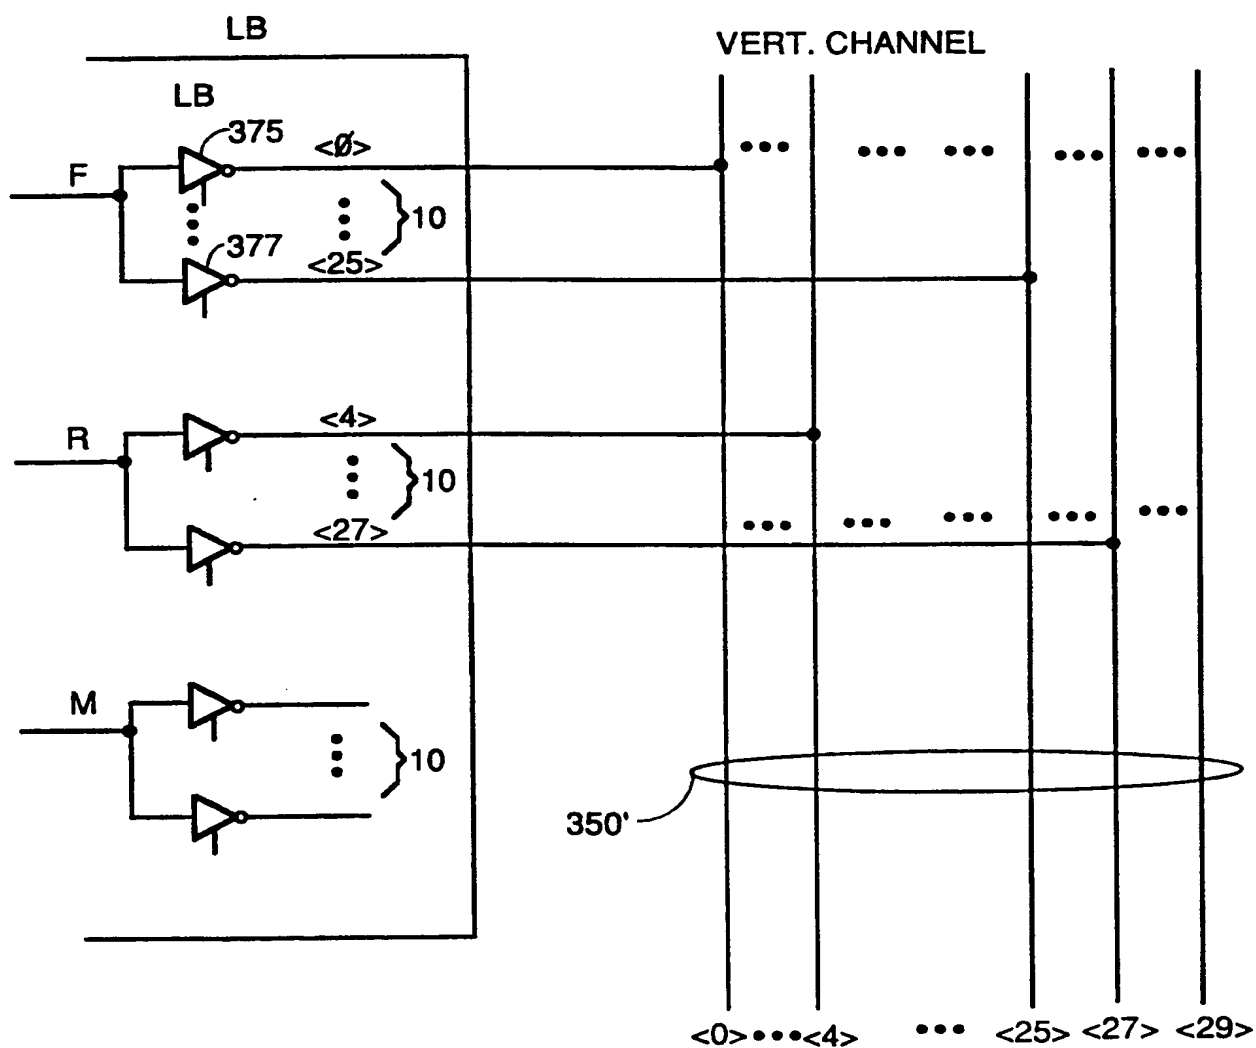 LB
VERT. CHANNEL
LB
375
<Ø>
F
10
377
<25>
<4>
R
10
<27>
M
10
350'
<0> ••• <4> ••• <25> <27> <29>